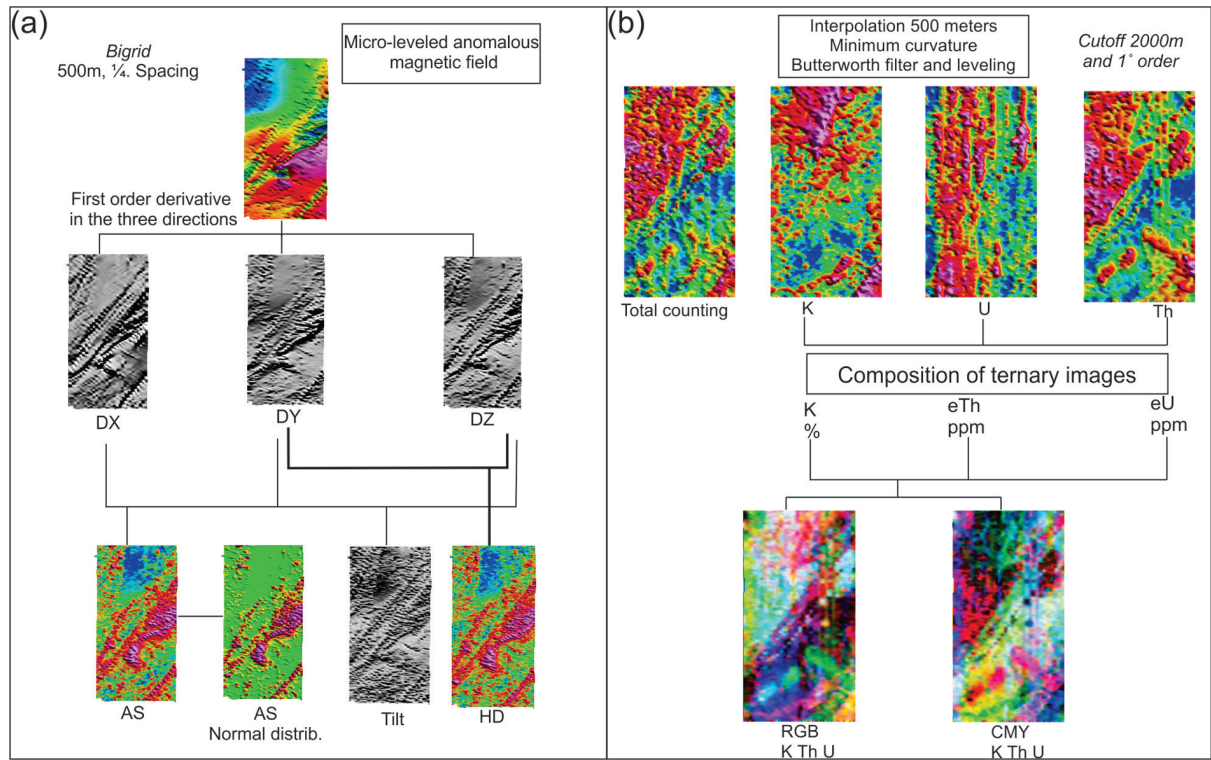 (a)
Bigrid
500m, ¼. Spacing
Micro-leveled anomalous
magnetic field
First order derivative
in the three directions
DX
DY
DZ
AS
AS
Normal distrib.
Tilt
HD
(b)
Interpolation 500 meters
Minimum curvature
Butterworth filter and leveling
Cutoff 2000m
and 1˚ order
Total counting
K
U
Th
Composition of ternary images
K
%
eTh
ppm
eU
ppm
RGB
K Th U
CMY
K Th U